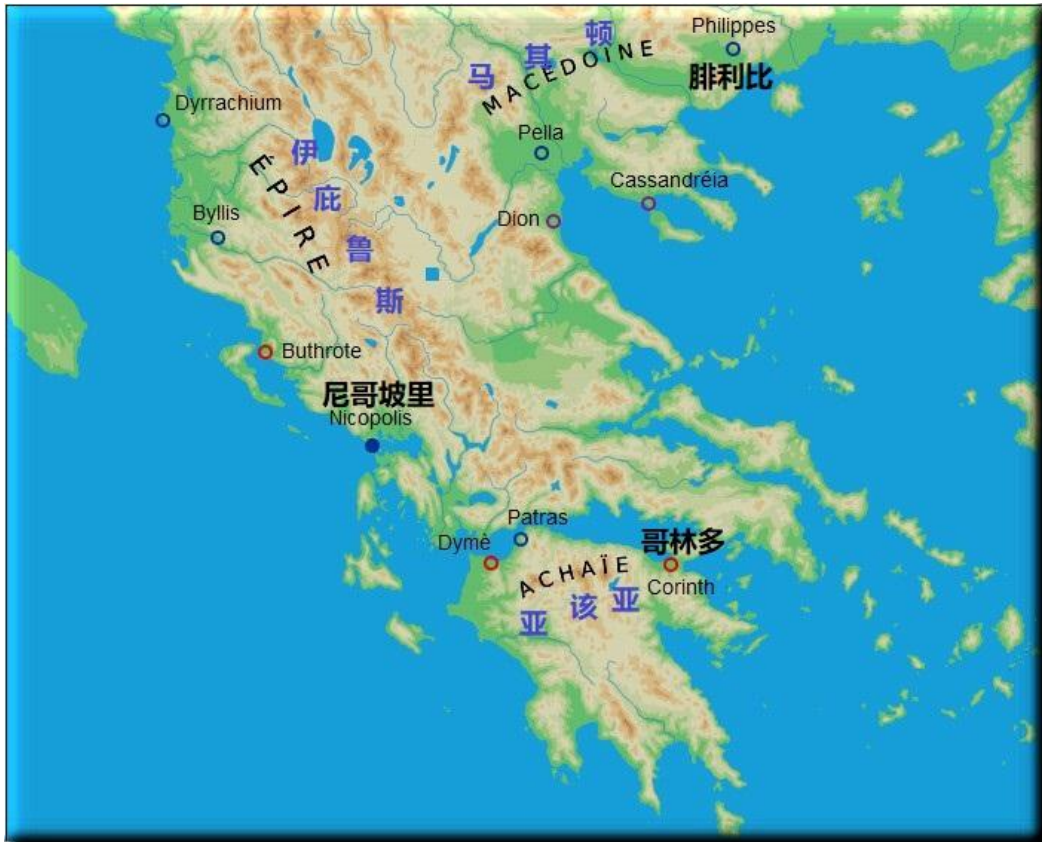 Philippes
腓利比
马其顿
MACÉDOINE
Dyrrachium
Pella
伊庇鲁斯
ÉPIRE
Cassandréia
Byllis
Dion
Buthrote
尼哥坡里
Nicopolis
Patras
Dymè
哥林多
Corinth
ACHAÏE
亚该亚